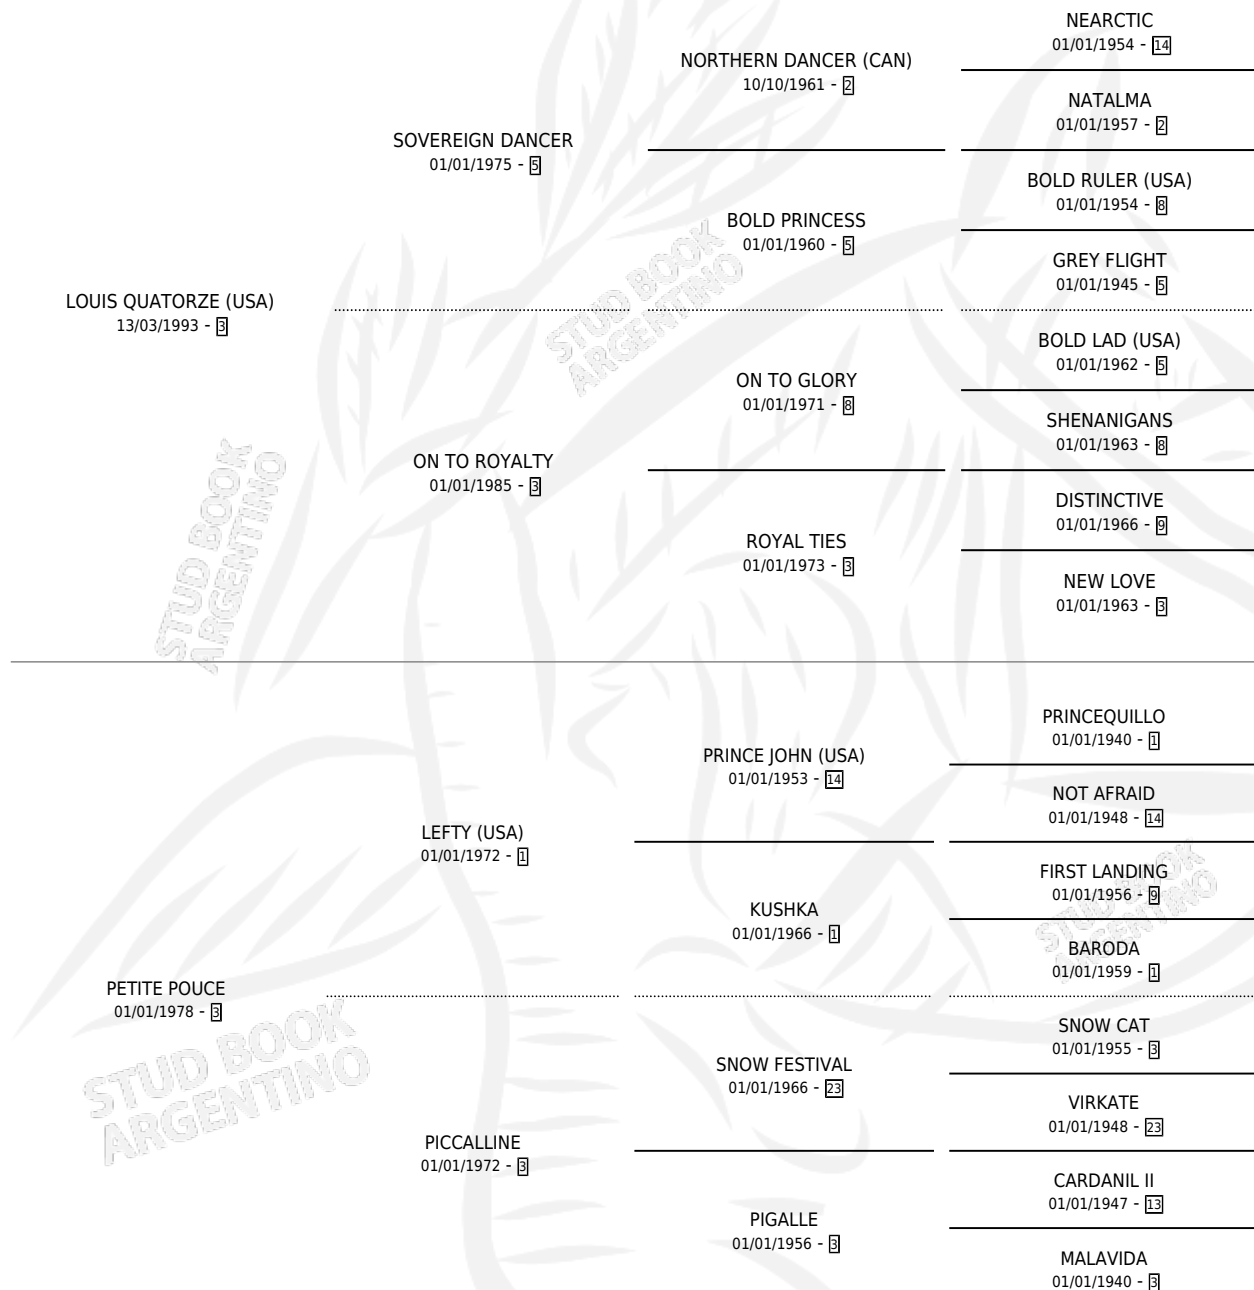 NEARCTIC
01/01/1954 - 14
NORTHERN DANCER (CAN)
10/10/1961 - 2
NATALMA
01/01/1957 - 2
SOVEREIGN DANCER
01/01/1975 - 5
BOLD RULER (USA)
01/01/1954 - 8
BOLD PRINCESS
01/01/1960 - 5
GREY FLIGHT
01/01/1945 - 5
LOUIS QUATORZE (USA)
13/03/1993 - 3
BOLD LAD (USA)
01/01/1962 - 5
ON TO GLORY
01/01/1971 - 8
SHENANIGANS
01/01/1963 - 8
ON TO ROYALTY
01/01/1985 - 3
DISTINCTIVE
01/01/1966 - 9
ROYAL TIES
01/01/1973 - 3
NEW LOVE
01/01/1963 - 3
PRINCEQUILLO
01/01/1940 - 1
PRINCE JOHN (USA)
01/01/1953 - 14
NOT AFRAID
01/01/1948 - 14
LEFTY (USA)
01/01/1972 - 1
FIRST LANDING
01/01/1956 - 9
KUSHKA
01/01/1966 - 1
BARODA
01/01/1959 - 1
PETITE POUCE
01/01/1978 - 3
SNOW CAT
01/01/1955 - 3
SNOW FESTIVAL
01/01/1966 - 23
VIRKATE
01/01/1948 - 23
PICCALLINE
01/01/1972 - 3
CARDANIL II
01/01/1947 - 13
PIGALLE
01/01/1956 - 3
MALAVIDA
01/01/1940 - 3
STUD BOOK
ARGENTINO
STUD BOOK
ARGENTINO
STUD BOOK
ARGENTINO
STUD BOOK
ARGENTINO